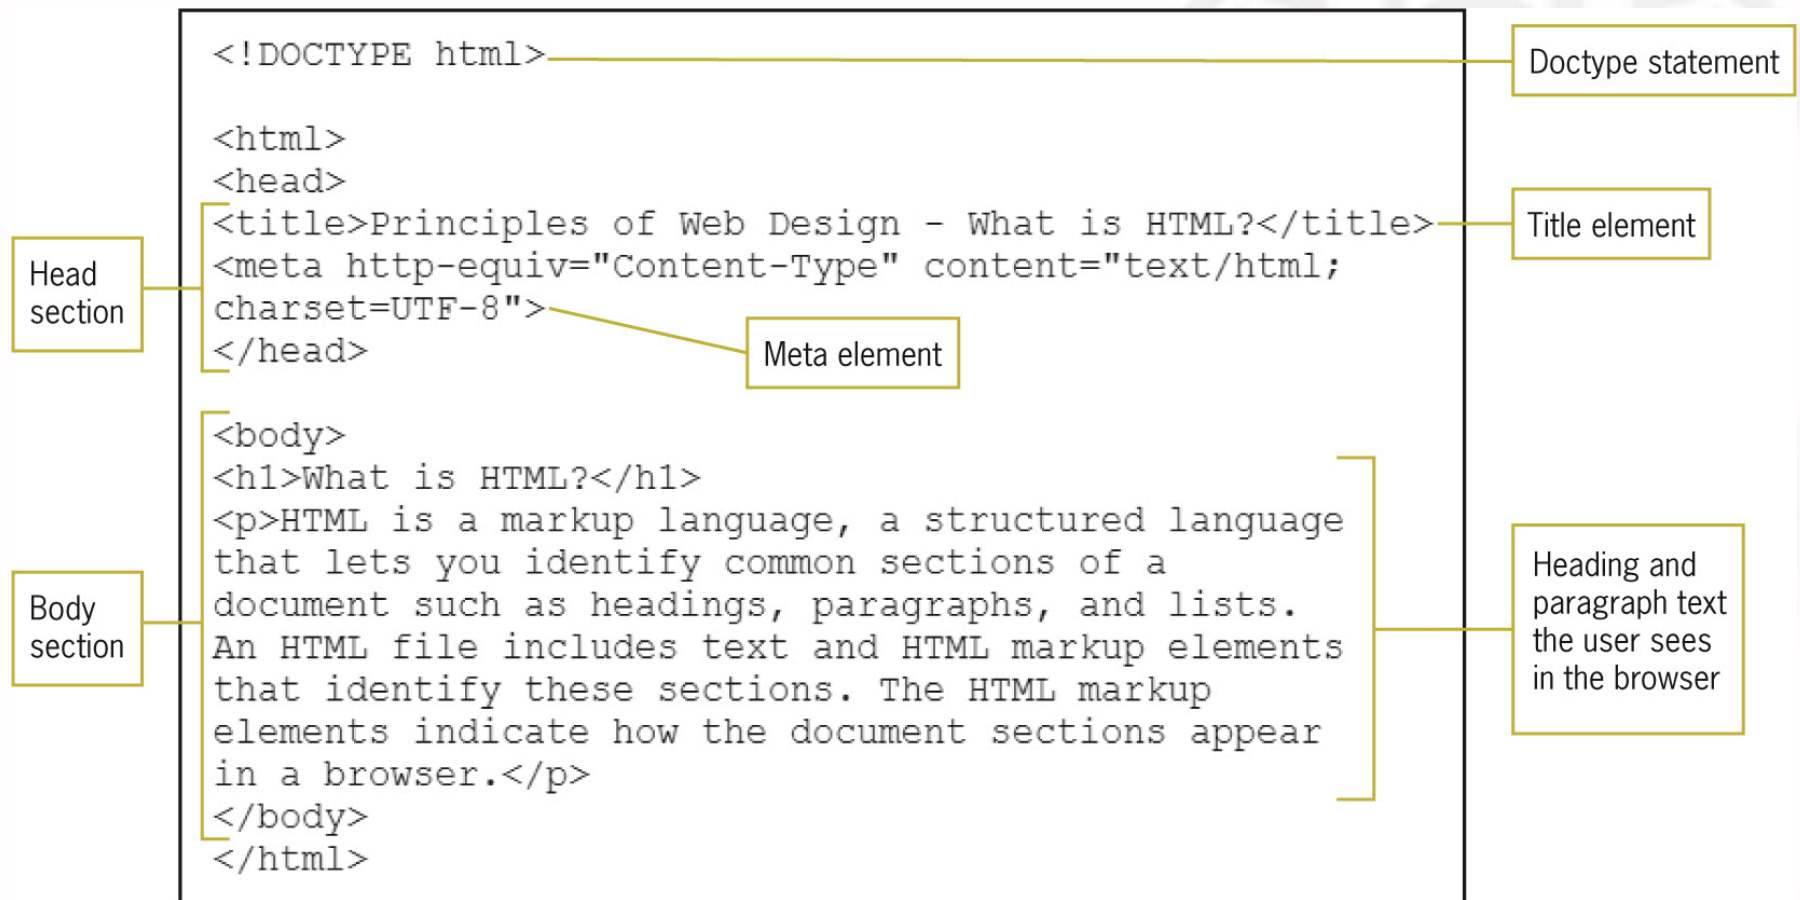 <!DOCTYPE html>
Doctype statement
<html>
<head>
<title>Principles of Web Design - What is HTML?</title>
Title element
<meta http-equiv="Content-Type" content="text/html;
charset=UTF-8">
</head>
Head
section
Meta element
<body>
<h1>What is HTML?</h1>
<p>HTML is a markup language, a structured language
that lets you identify common sections of a
document such as headings, paragraphs, and lists.
An HTML file includes text and HTML markup elements
that identify these sections. The HTML markup
elements indicate how the document sections appear
in a browser.</p>
</body>
</html>
Body
section
Heading and
paragraph text
the user sees
in the browser